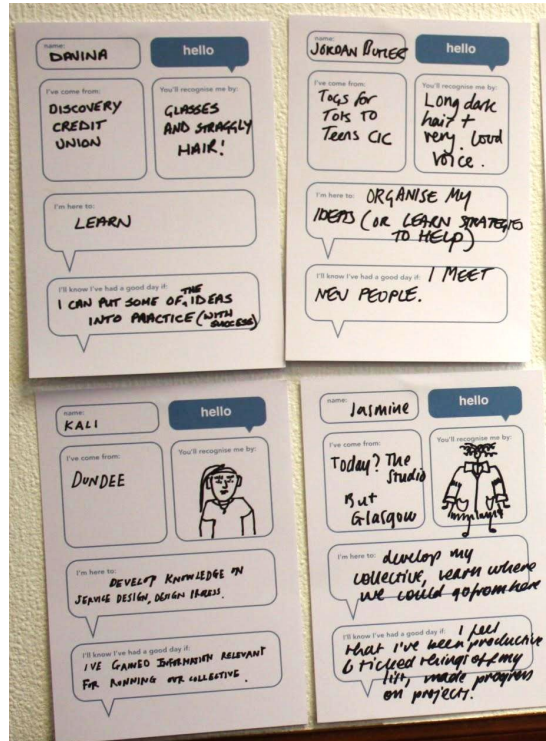 name:
DANINA
hello
I've come from:
DISCOVERY
CREDIT
UNION
You'll recognise me by:
GLASSES
AND STRAGGLY
HAIR!
I'm here to:
LEARN
I'll know I've had a good day if:
I CAN PUT SOME OF THE IDEAS
INTO PRACTICE (WITH
SUCCESS)
name:
JORDAN BUTLER
hello
I've come from:
Togs for
Tots TO
Teens CIC
You'll recognise me by:
Long dark
hair +
very loud
voice.
I'm here to: ORGANISE MY
IDEAS (OR LEARN STRATEGIES
TO HELP)
I'll know I've had a good day if: I MEET
NEW PEOPLE.
name:
KALI
hello
I've come from:
DUNDEE
You'll recognise me by:
I'm here to:
DEVELOP KNOWLEDGE ON
SERVICE DESIGN, DESIGN
I'll know I've had a good day if:
I'VE GAINED INFORMATION RELEVANT
FOR RUNNING OUR COLLECTIVE.
name:
Jasmine
hello
I've come from:
Today? The
Studio
But
Glasgow
You'll recognise me by:
I'm here to: develop my
collective, learn where
we could go from here
I'll know I've had a good day if: I feel
that I've been productive
& ticked things off my
list, made progress
on projects!